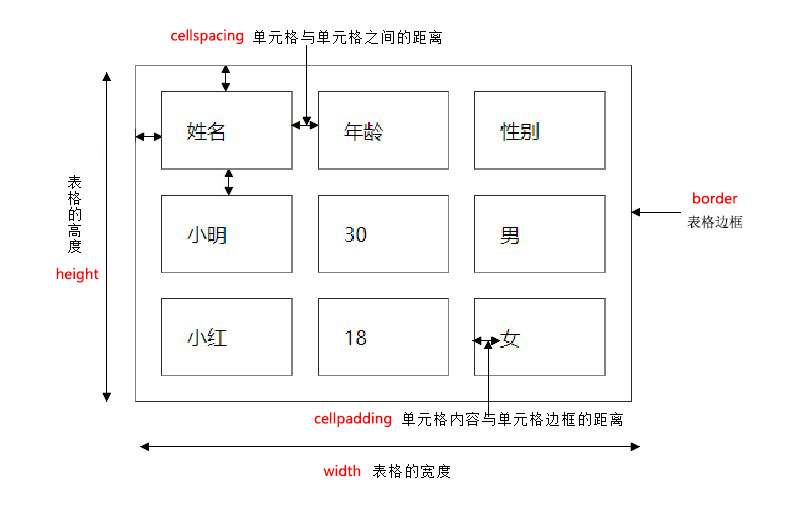 cellspacing 单元格与单元格之间的距离
姓名 年龄 性别
表格的高度
height
border
表格边框
小明 30 男
小红 18 女
cellpadding 单元格内容与单元格边框的距离
width 表格的宽度